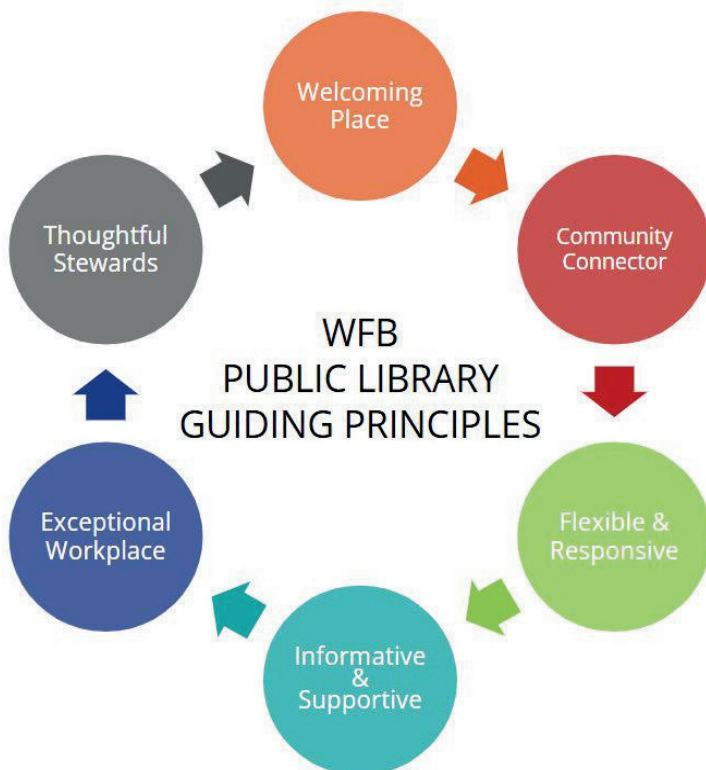 Welcoming
Place
Community
Connector
Flexible &
Responsive
Informative
&
Supportive
Exceptional
Workplace
Thoughtful
Stewards
WFB
PUBLIC LIBRARY
GUIDING PRINCIPLES